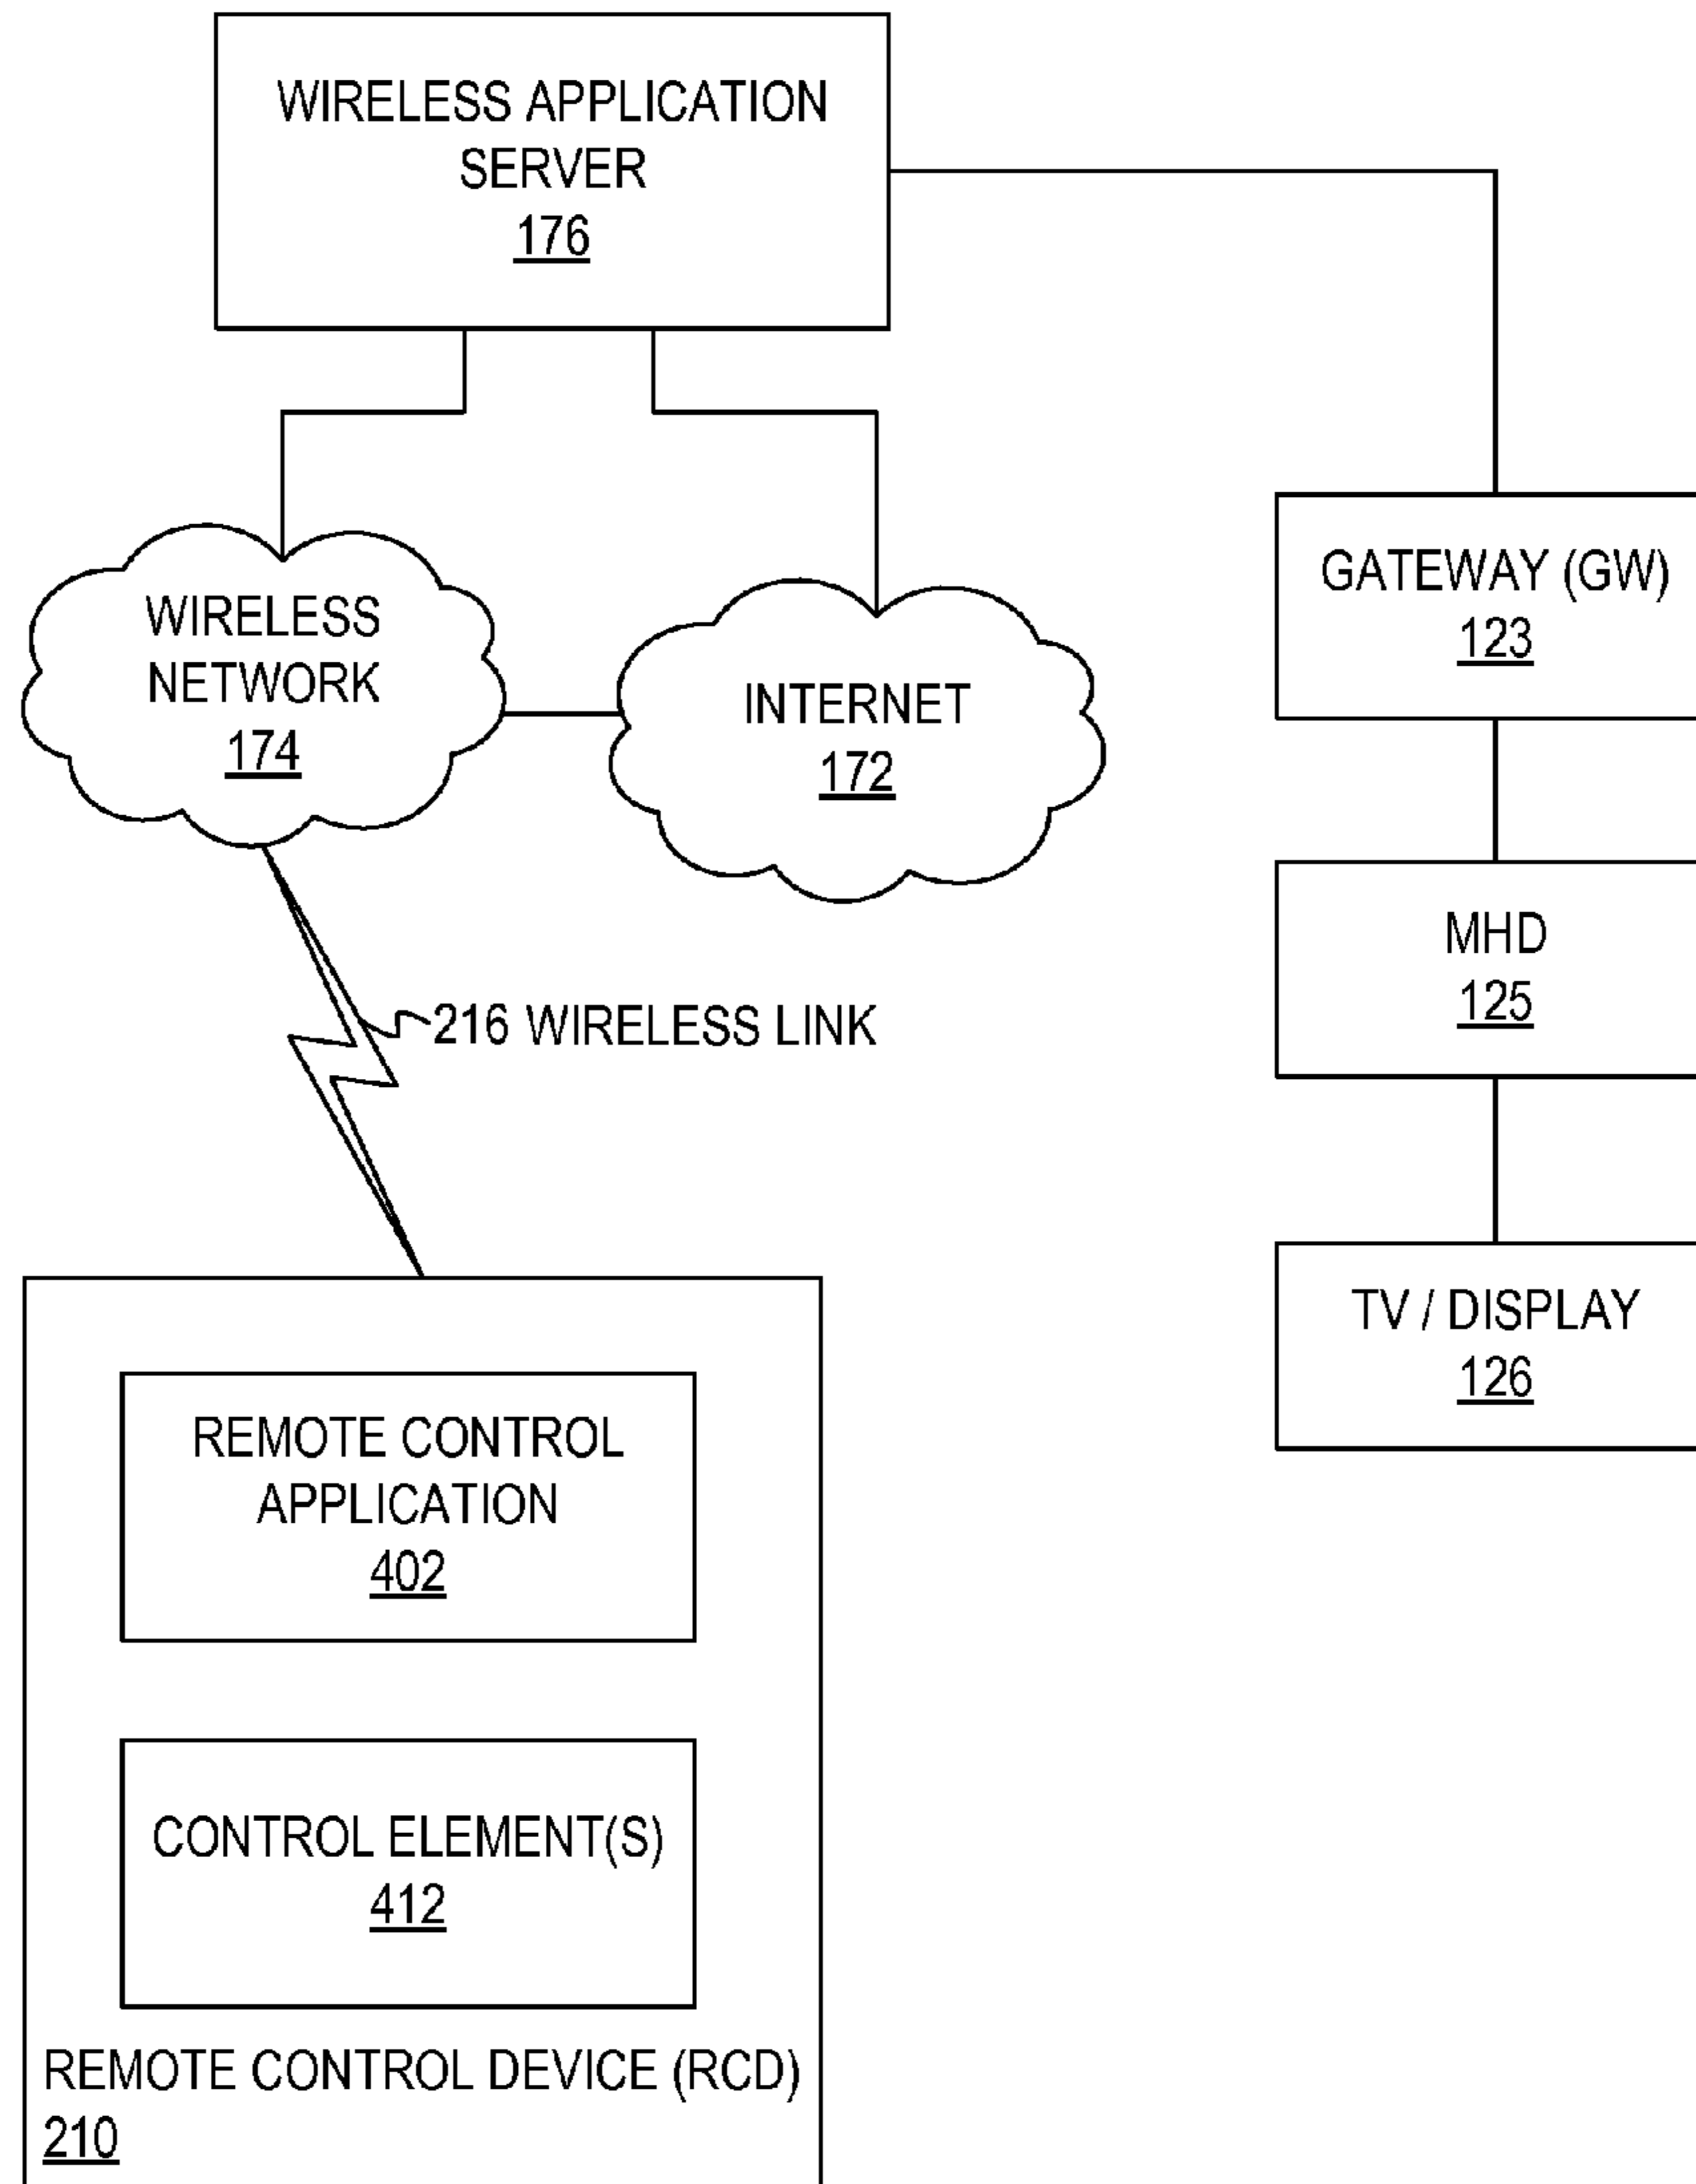 WIRELESS APPLICATION
SERVER
176
GATEWAY (GW)
123
WIRELESS
NETWORK
174
INTERNET
172
MHD
125
216 WIRELESS LINK
TV / DISPLAY
126
REMOTE CONTROL
APPLICATION
402
CONTROL ELEMENT(S)
412
REMOTE CONTROL DEVICE (RCD)
210